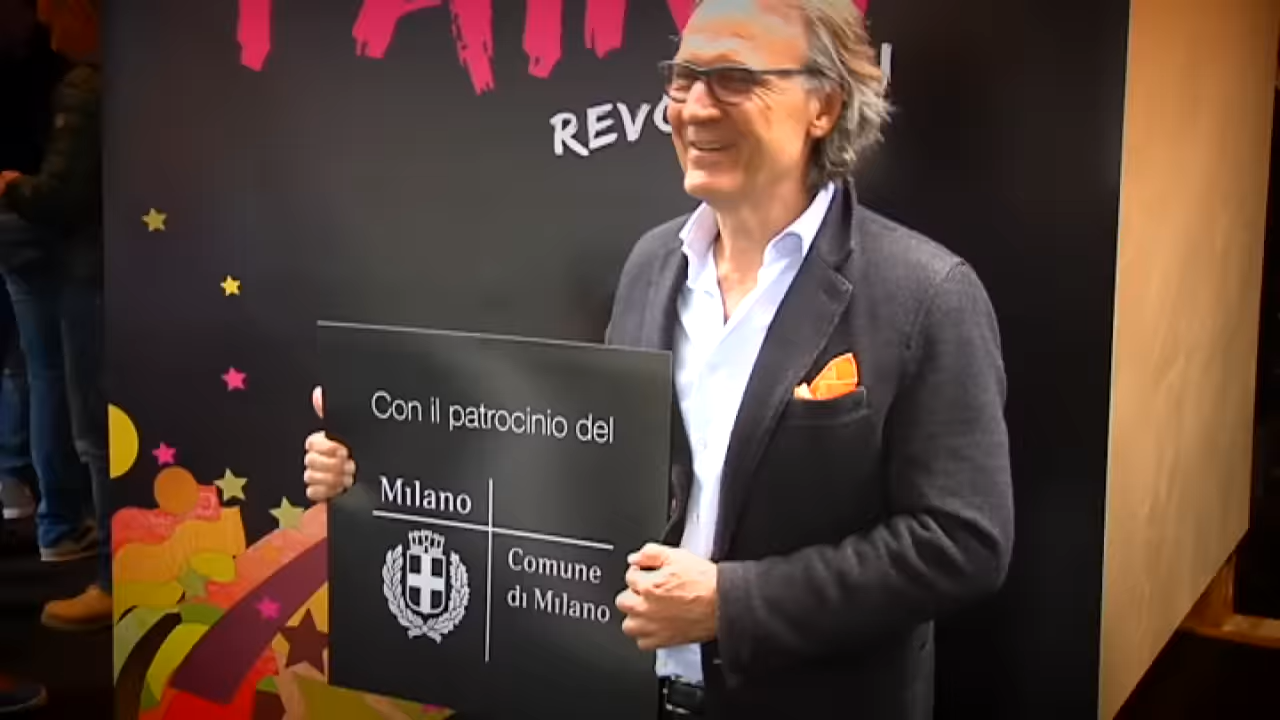 REVO
Con il patrocinio del
Milano
Comune
di Milano